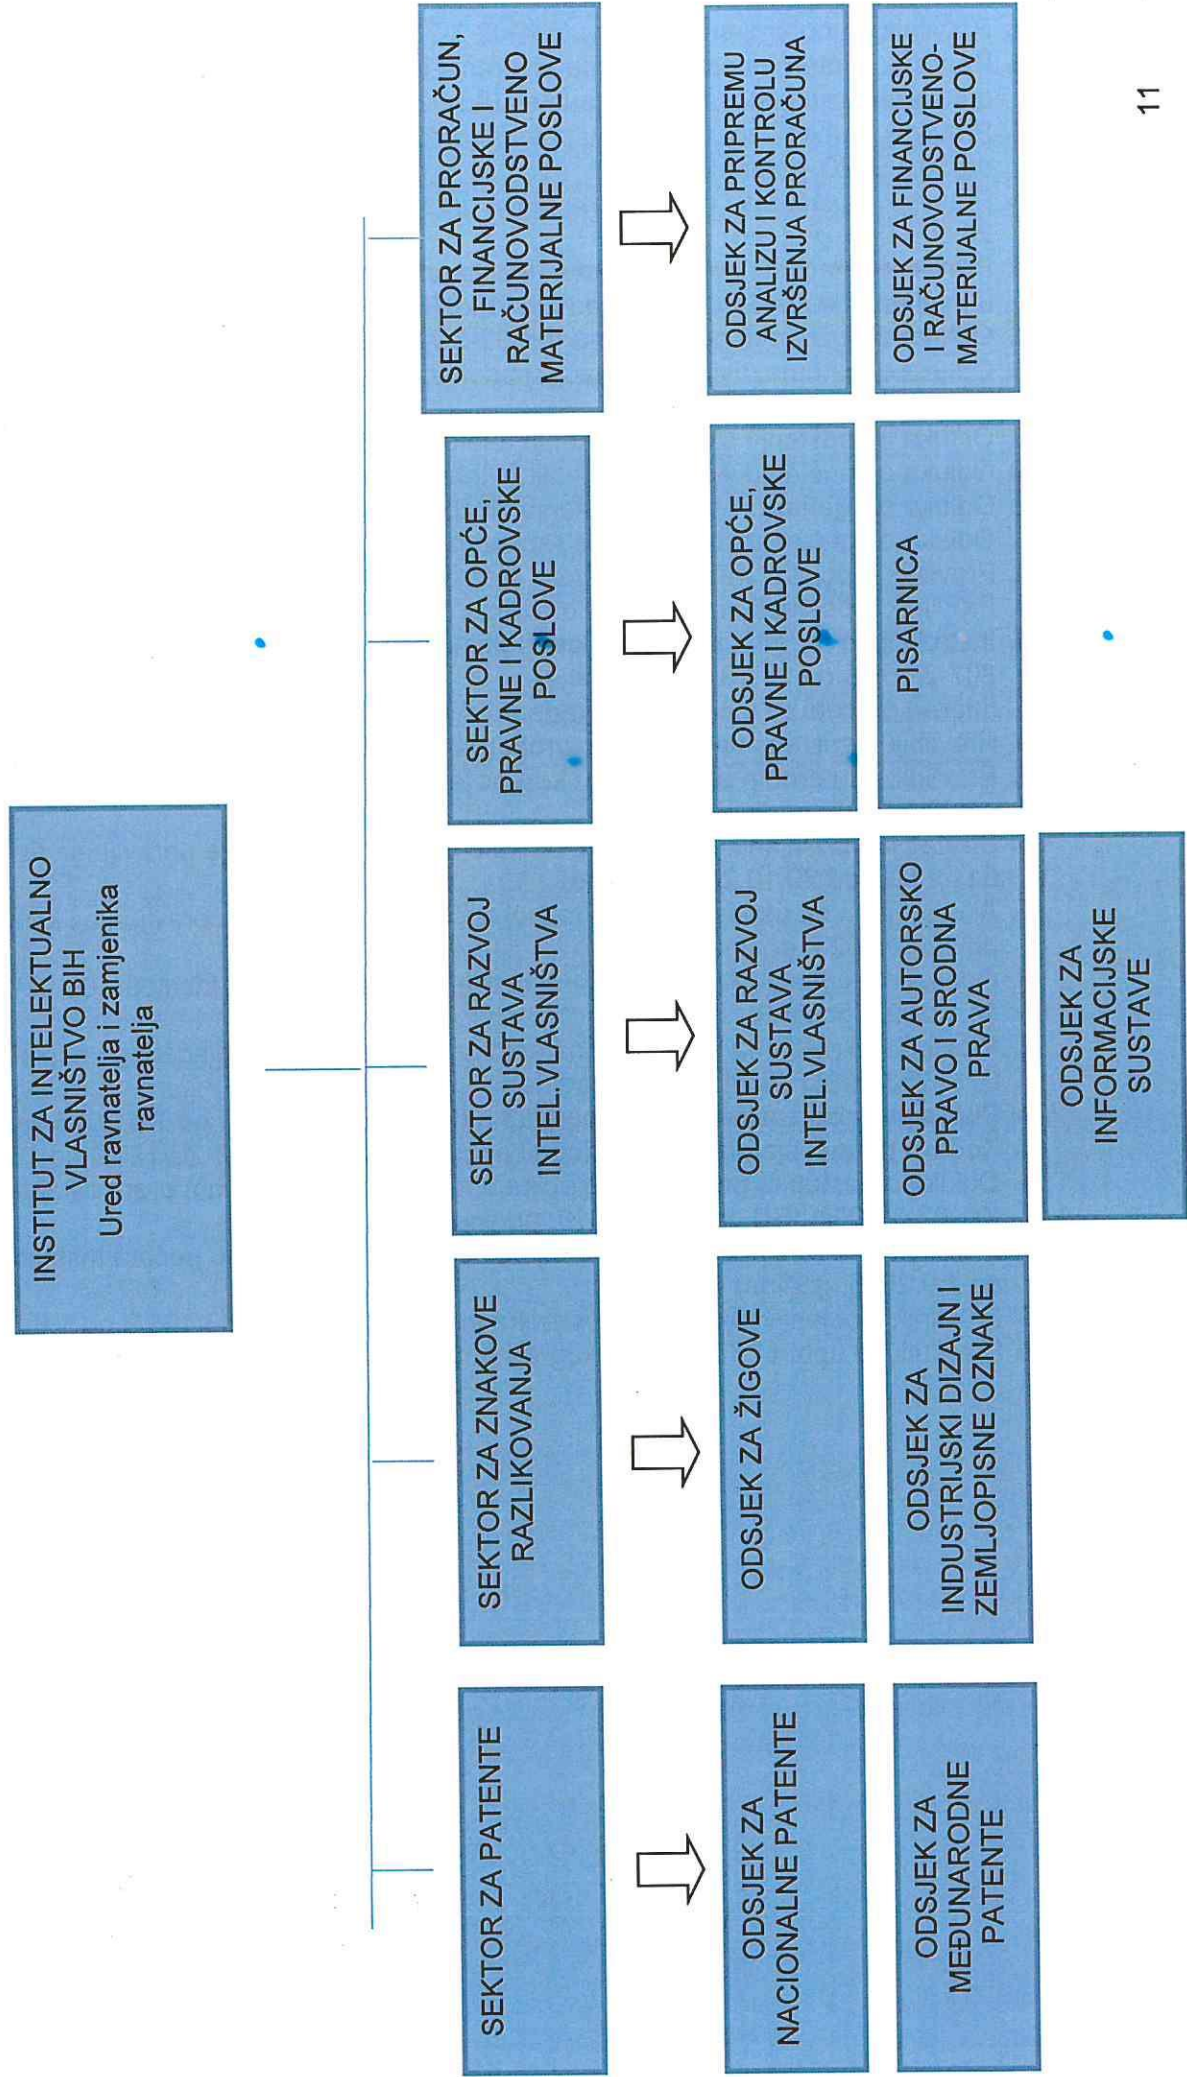 INSTITUT ZA INTELEKTUALNO
VLASNIŠTVO BIH
Ured ravnatelja i zamjenika
ravnatelja
SEKTOR ZA PATENTE
SEKTOR ZA ZNAKOVE
RAZLIKOVANJA
SEKTOR ZA RAZVOJ
SUSTAVA
INTEL.VLASNIŠTVA
SEKTOR ZA OPĆE,
PRAVNE I KADROVSKE
POSLOVE
SEKTOR ZA PRORAČUN,
FINANCIJSKE I
RAČUNOVODSTVENO
MATERIJALNE POSLOVE
ODSJEK ZA
NACIONALNE PATENTE
ODSJEK ZA ŽIGOVE
ODSJEK ZA RAZVOJ
SUSTAVA
INTEL.VLASNIŠTVA
ODSJEK ZA OPĆE,
PRAVNE I KADROVSKE
POSLOVE
ODSJEK ZA PRIPREMU
ANALIZU I KONTROLU
IZVRŠENJA PRORAČUNA
ODSJEK ZA
MEĐUNARODNE
PATENTE
ODSJEK ZA
INDUSTRIJSKI DIZAJN I
ZEMLJOPISNE OZNAKE
ODSJEK ZA AUTORSKO
PRAVO I SRODNA
PRAVA
PISARNICA
ODSJEK ZA FINANCIJSKE
I RAČUNOVODSTVENO-
MATERIJALNE POSLOVE
ODSJEK ZA
INFORMACIJSKE
SUSTAVE
11